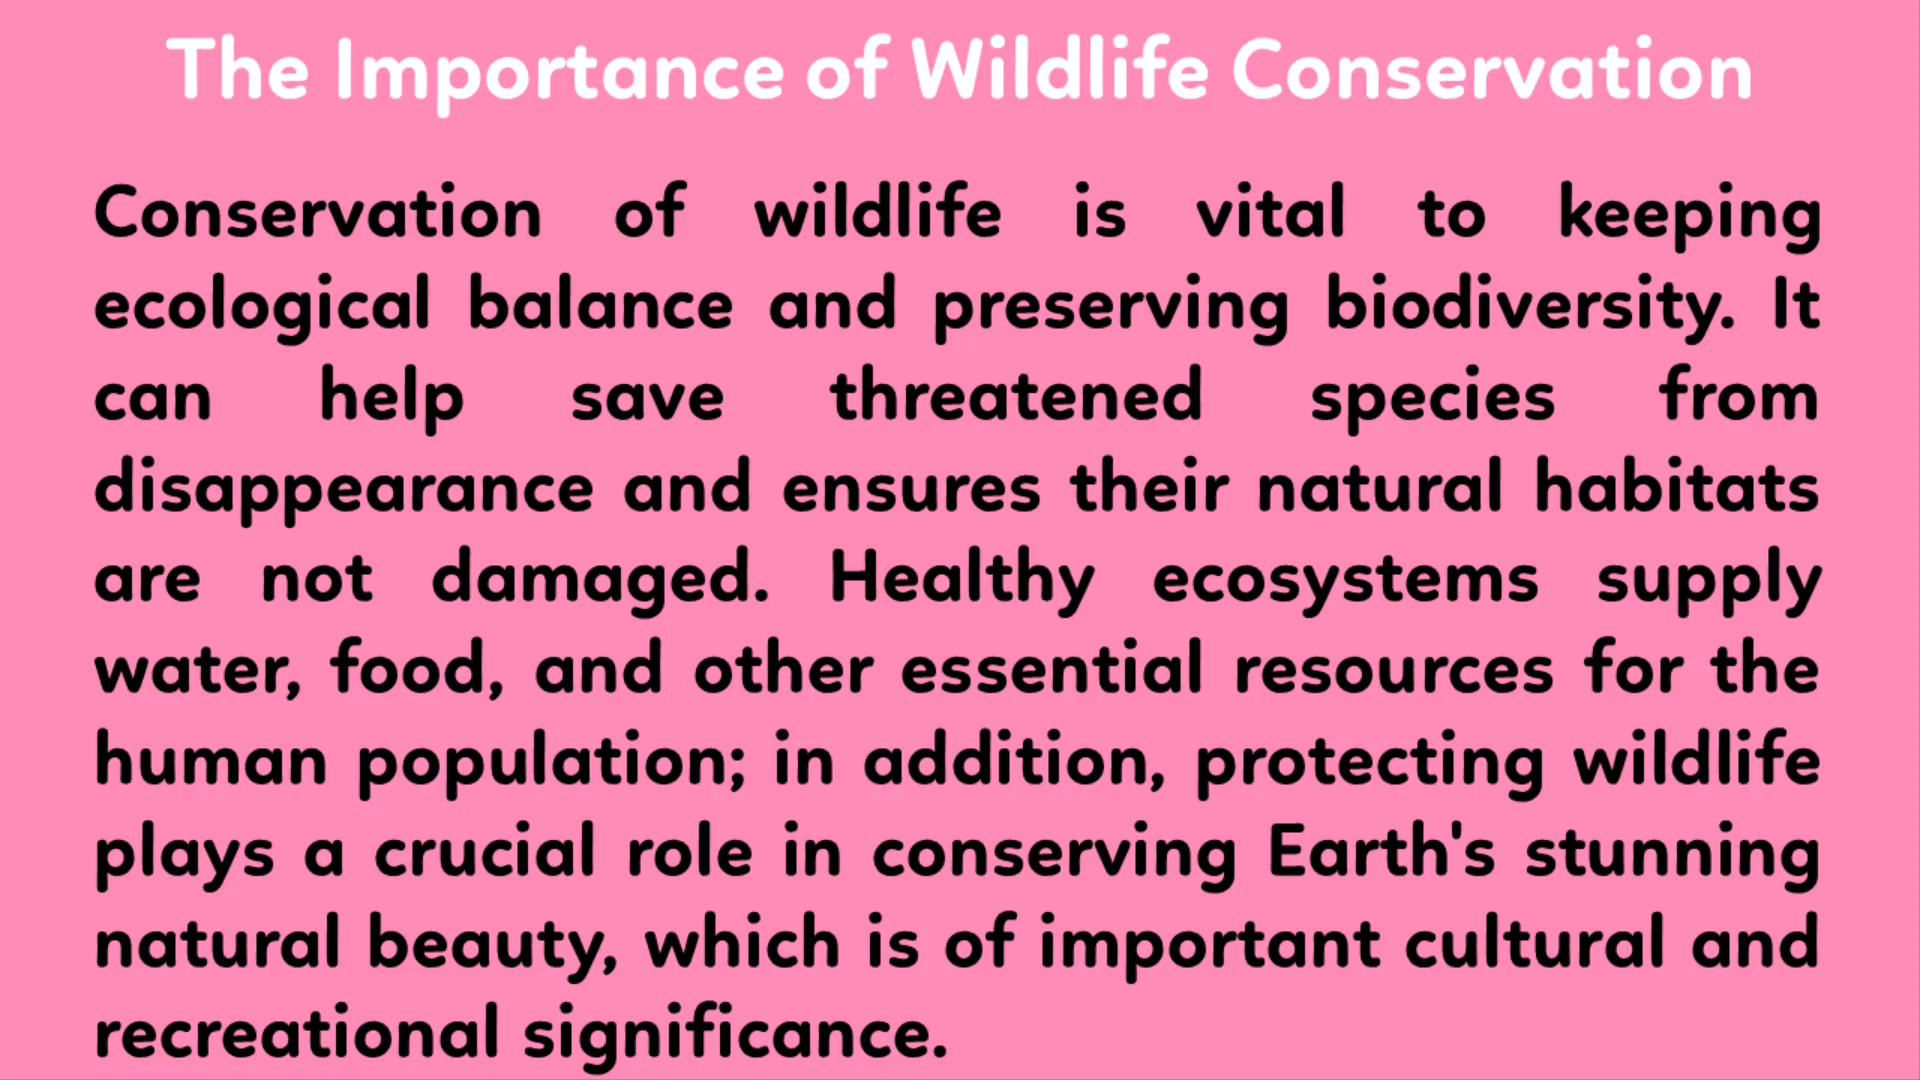 The Importance of Wildlife Conservation
Conservation of wildlife is vital to keeping
ecological balance and preserving biodiversity. It
can help save threatened species from
disappearance and ensures their natural habitats
are not damaged. Healthy ecosystems supply
water, food, and other essential resources for the
human population; in addition, protecting wildlife
plays a crucial role in conserving Earth's stunning
natural beauty, which is of important cultural and
recreational significance.